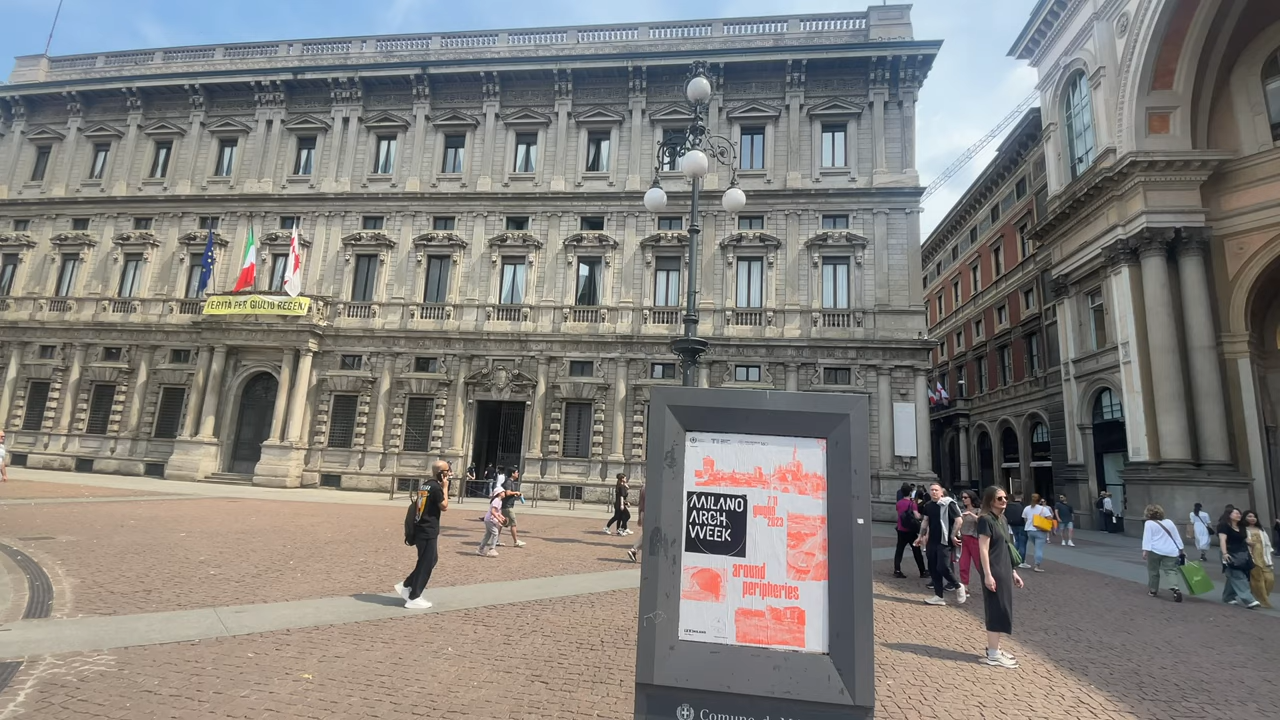 VERITÀ PER GIULIO REGENI
MILANO
ARCH
WEEK
7.11
giugno
2023
around
peripheries
Comune di